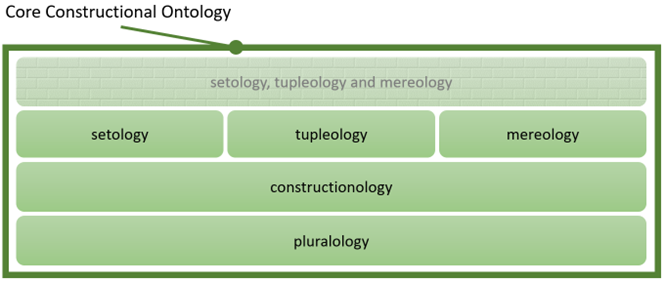 Core Constructional Ontology
setology, tupleology and mereology
setology
tupleology
mereology
constructionology
pluralology